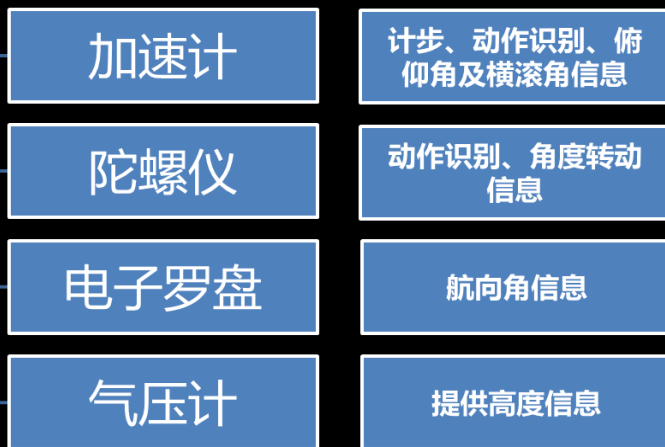 加速计
计步、动作识别、俯
仰角及横滚角信息
陀螺仪
动作识别、角度转动
信息
电子罗盘
航向角信息
气压计
提供高度信息